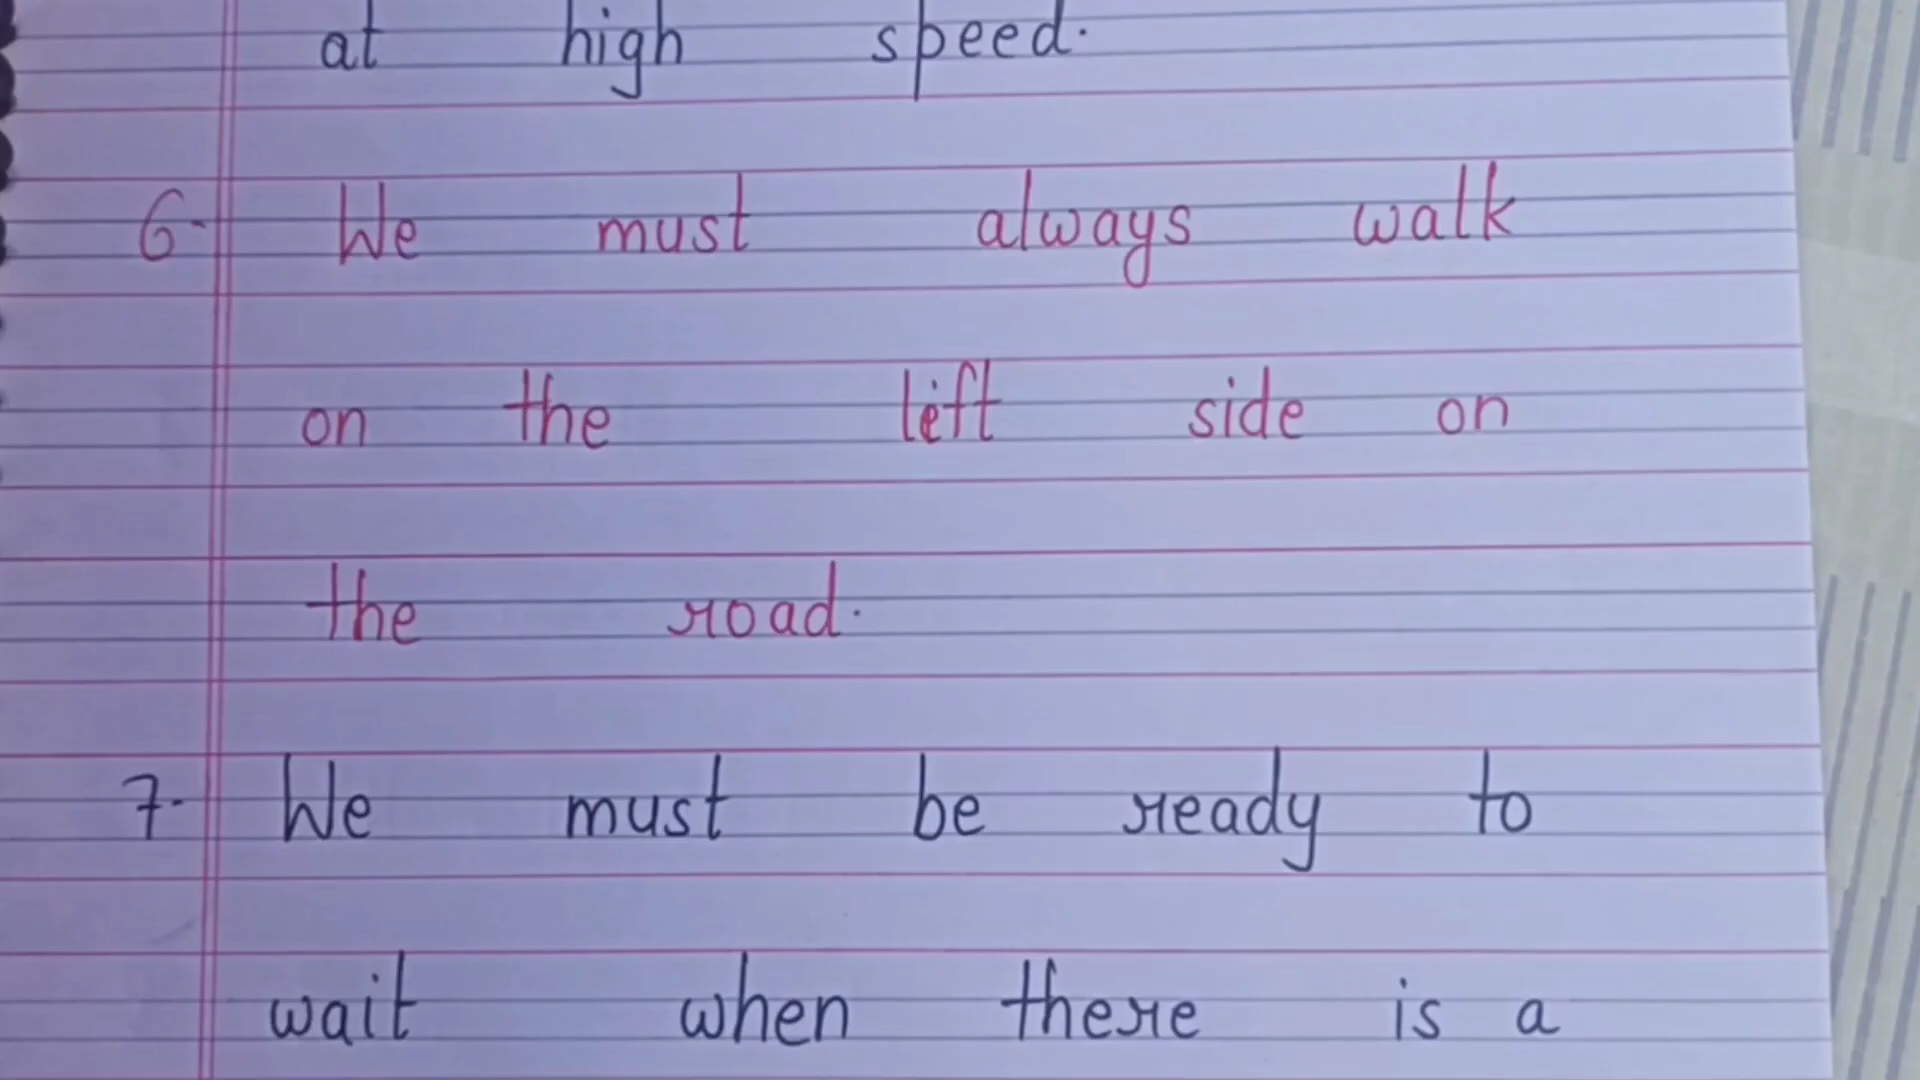 at high speed.
6. We must always walk
on the left side on
the road.
7. We must be ready to
wait when there is a